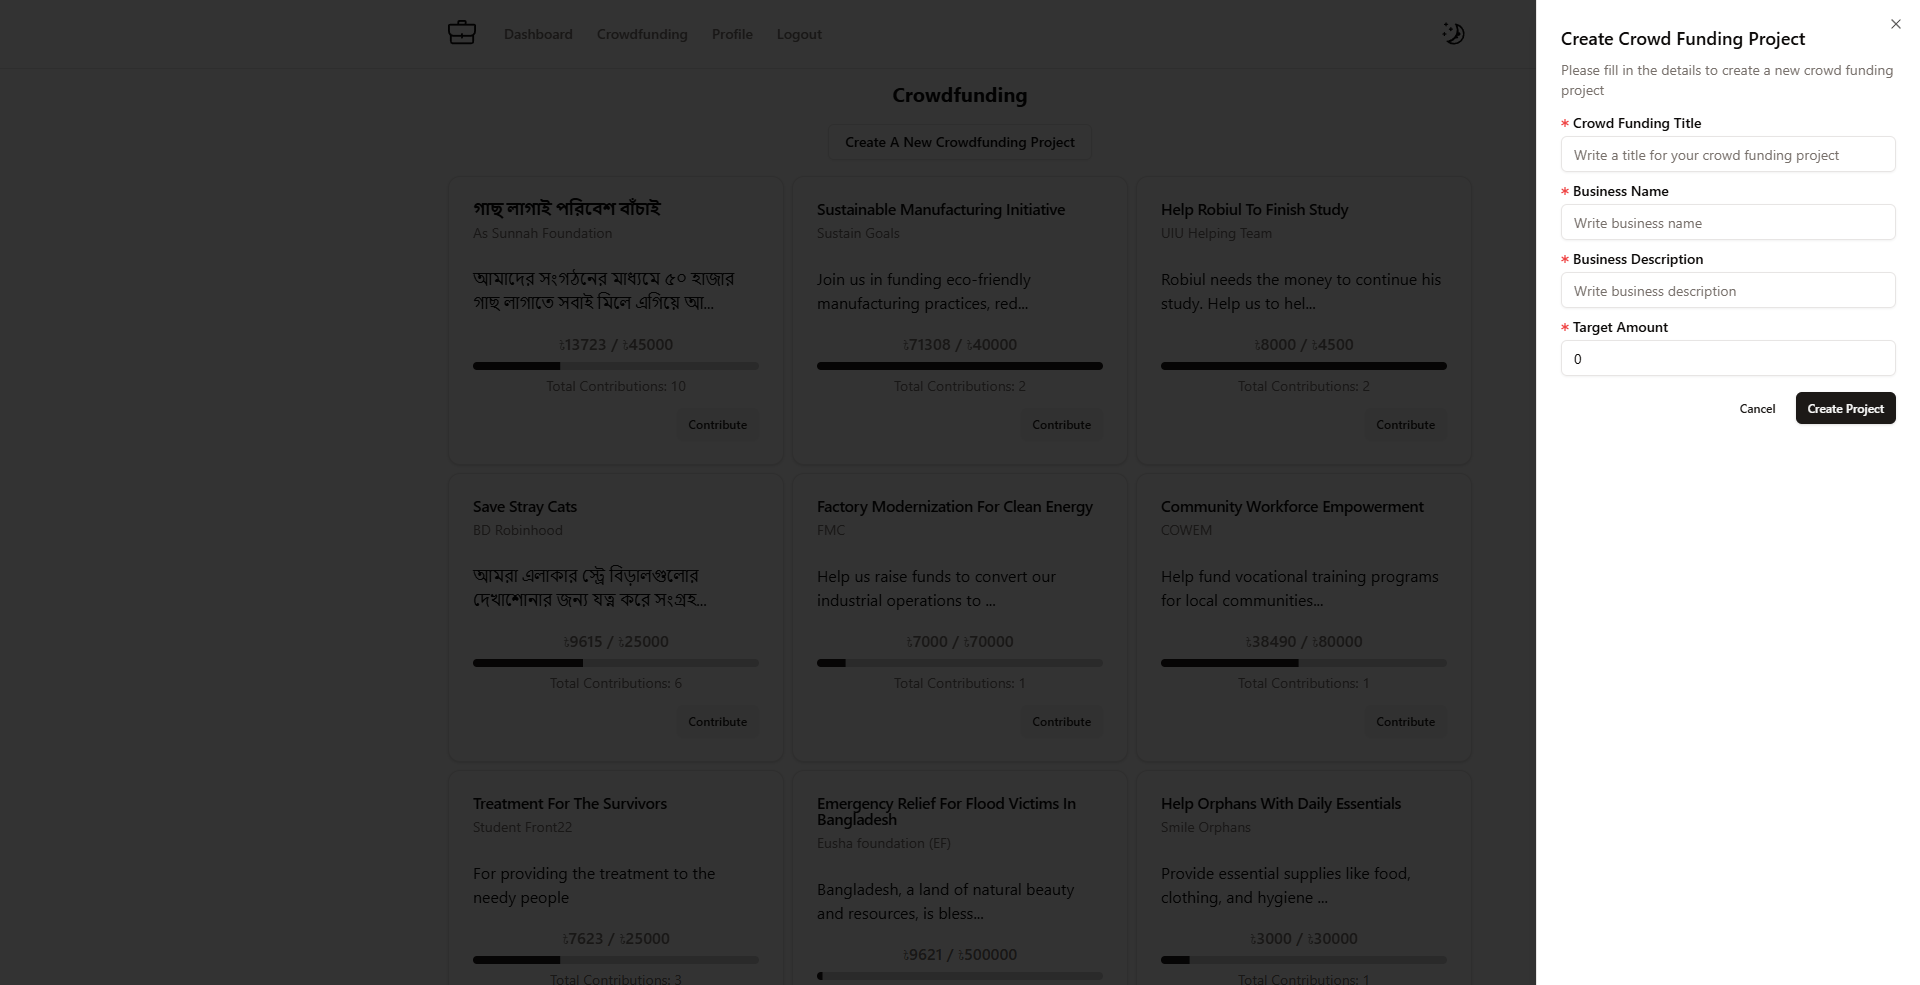 Dashboard Crowdfunding Profile Logout
Crowdfunding
Create A New Crowdfunding Project
গাছ লাগাই পরিবেশ বাঁচাই
As Sunnah Foundation
আমাদের সংগঠনের মাধ্যমে ৫০ হাজার
গাছ লাগাতে সবাই মিলে এগিয়ে আ...
৳13723 / ৳45000
Total Contributions: 10
Contribute
Sustainable Manufacturing Initiative
Sustain Goals
Join us in funding eco-friendly
manufacturing practices, red...
৳71308 / ৳40000
Total Contributions: 2
Contribute
Help Robiul To Finish Study
UIU Helping Team
Robiul needs the money to continue his
study. Help us to hel...
৳8000 / ৳4500
Total Contributions: 2
Contribute
Save Stray Cats
BD Robinhood
আমরা এলাকার স্ট্রে বিড়ালগুলোর
দেখাশোনার জন্য যত্ন করে সংগ্রহ...
৳9615 / ৳25000
Total Contributions: 6
Contribute
Factory Modernization For Clean Energy
FMC
Help us raise funds to convert our
industrial operations to ...
৳7000 / ৳70000
Total Contributions: 1
Contribute
Community Workforce Empowerment
COWEM
Help fund vocational training programs
for local communities...
৳38490 / ৳80000
Total Contributions: 1
Contribute
Treatment For The Survivors
Student Front22
For providing the treatment to the
needy people
৳7623 / ৳25000
Total Contributions: 3
Emergency Relief For Flood Victims In
Bangladesh
Eusha foundation (EF)
Bangladesh, a land of natural beauty
and resources, is bless...
৳9621 / ৳500000
Help Orphans With Daily Essentials
Smile Orphans
Provide essential supplies like food,
clothing, and hygiene ...
৳3000 / ৳30000
Total Contributions: 1
Create Crowd Funding Project
Please fill in the details to create a new crowd funding
project
* Crowd Funding Title
Write a title for your crowd funding project
* Business Name
Write business name
* Business Description
Write business description
* Target Amount
0
Cancel Create Project